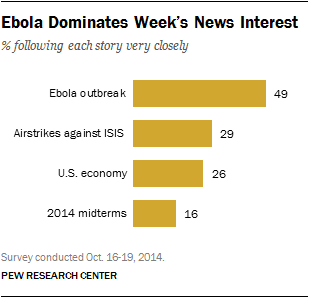 Ebola Dominates Week's News Interest
% following each story very closely
Ebola outbreak 49
Airstrikes against ISIS 29
U.S. economy 26
2014 midterms 16
Survey conducted Oct. 16-19, 2014.
PEW RESEARCH CENTER